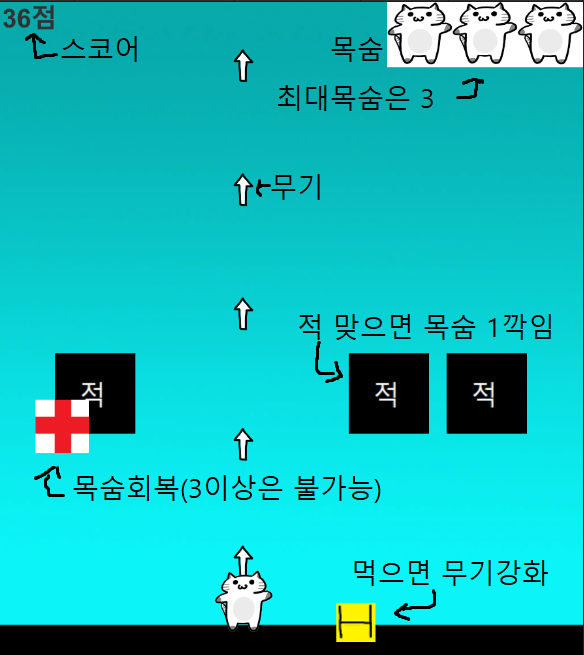 36점
스코어
목숨
최대목숨은 3
무기
적 맞으면 목숨 1깍임
적
적
적
목숨회복(3이상은 불가능)
먹으면 무기강화
H